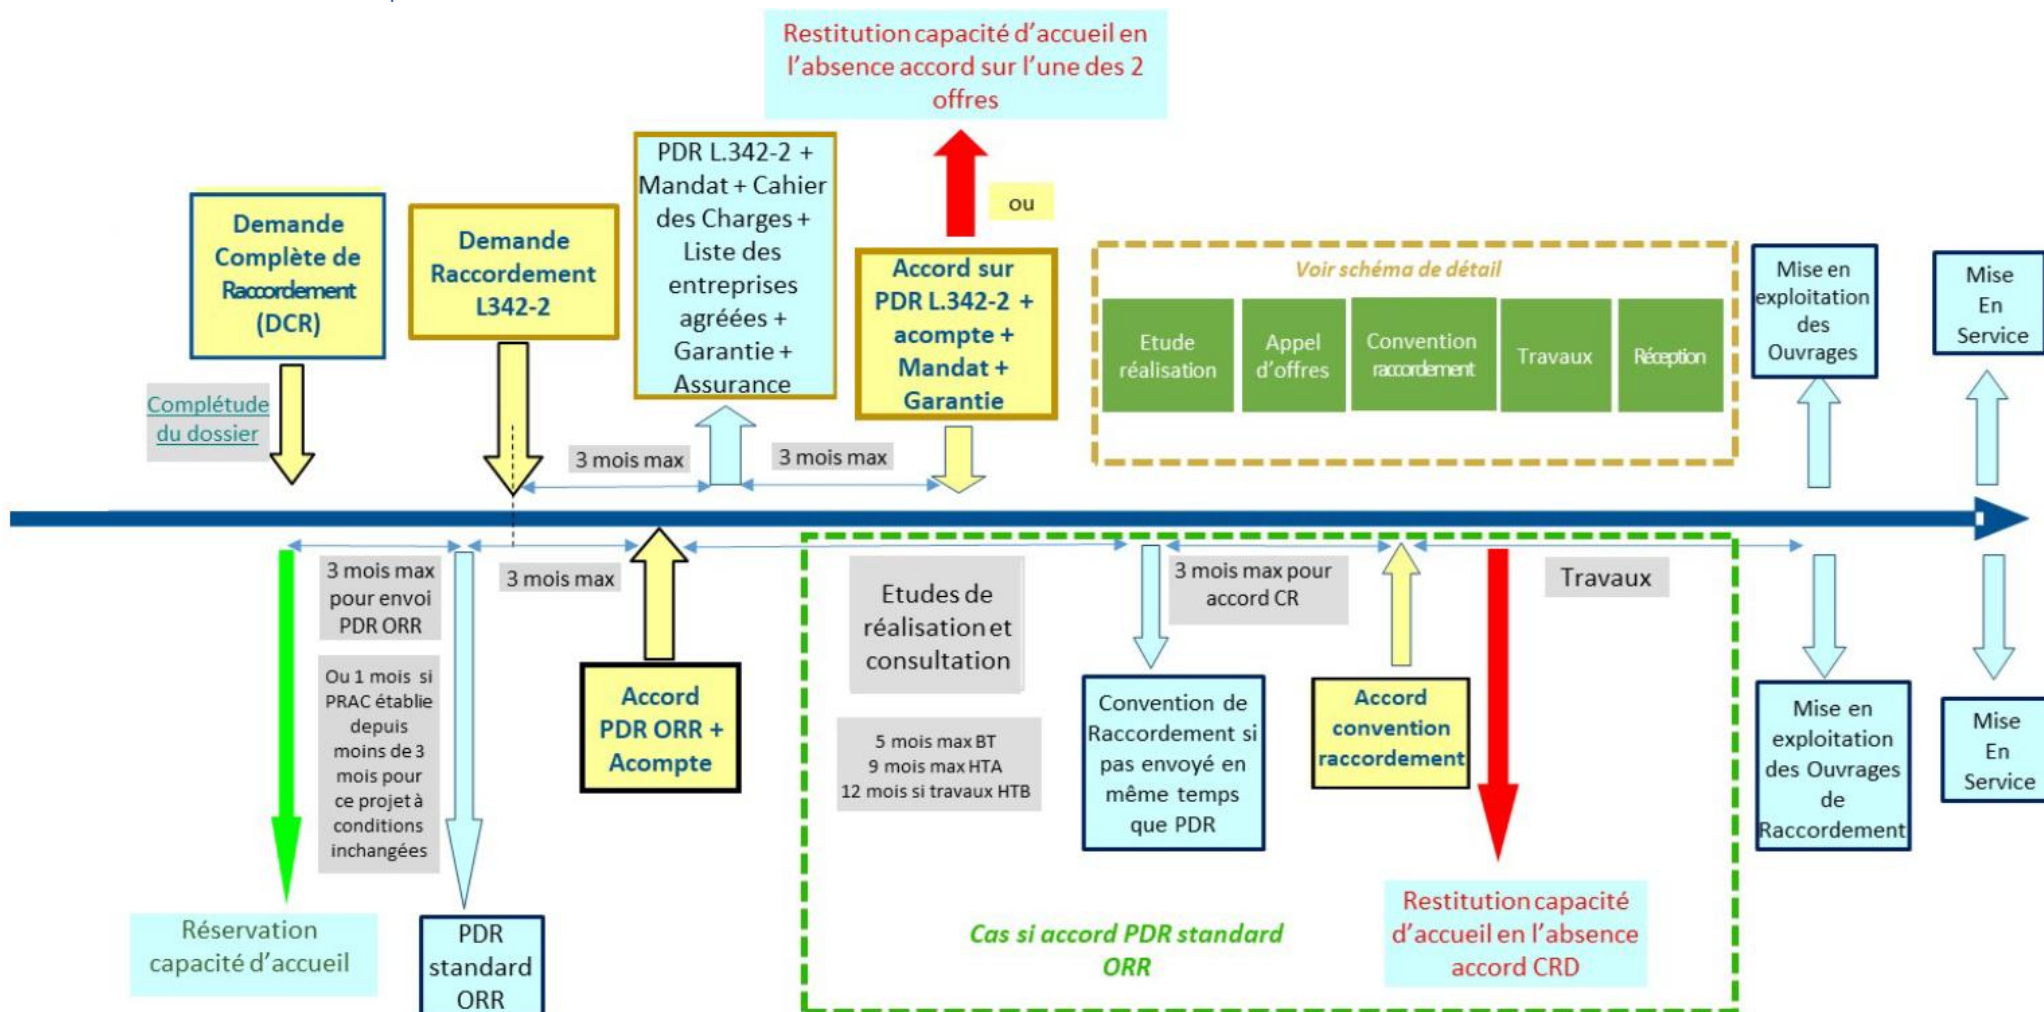 Restitution capacité d'accueil en
l'absence accord sur l'une des 2
offres
Demande
Complète de
Raccordement
(DCR)
Complétude
du dossier
Demande
Raccordement
L342-2
PDR L.342-2 +
Mandat + Cahier
des Charges +
Liste des
entreprises
agréées +
Garantie +
Assurance
ou
Accord sur
PDR L.342-2 +
acompte +
Mandat +
Garantie
3 mois max
3 mois max
Voir schéma de détail
Etude
réalisation
Appel
d'offres
Convention
raccordement
Travaux
Réception
Mise en
exploitation
des
Ouvrages
Mise
En
Service
3 mois max
pour envoi
PDR ORR
Ou 1 mois si
PRAC établie
depuis
moins de 3
mois pour
ce projet à
conditions
inchangées
3 mois max
Réservation
capacité d'accueil
PDR
standard
ORR
Accord
PDR ORR +
Acompte
Etudes de
réalisation et
consultation
5 mois max BT
9 mois max HTA
12 mois si travaux HTB
3 mois max pour
accord CR
Convention de
Raccordement si
pas envoyé en
même temps
que PDR
Accord
convention
raccordement
Travaux
Cas si accord PDR standard
ORR
Restitution capacité
d'accueil en l'absence
accord CRD
Mise en
exploitation
des Ouvrages
de
Raccordement
Mise
En
Service